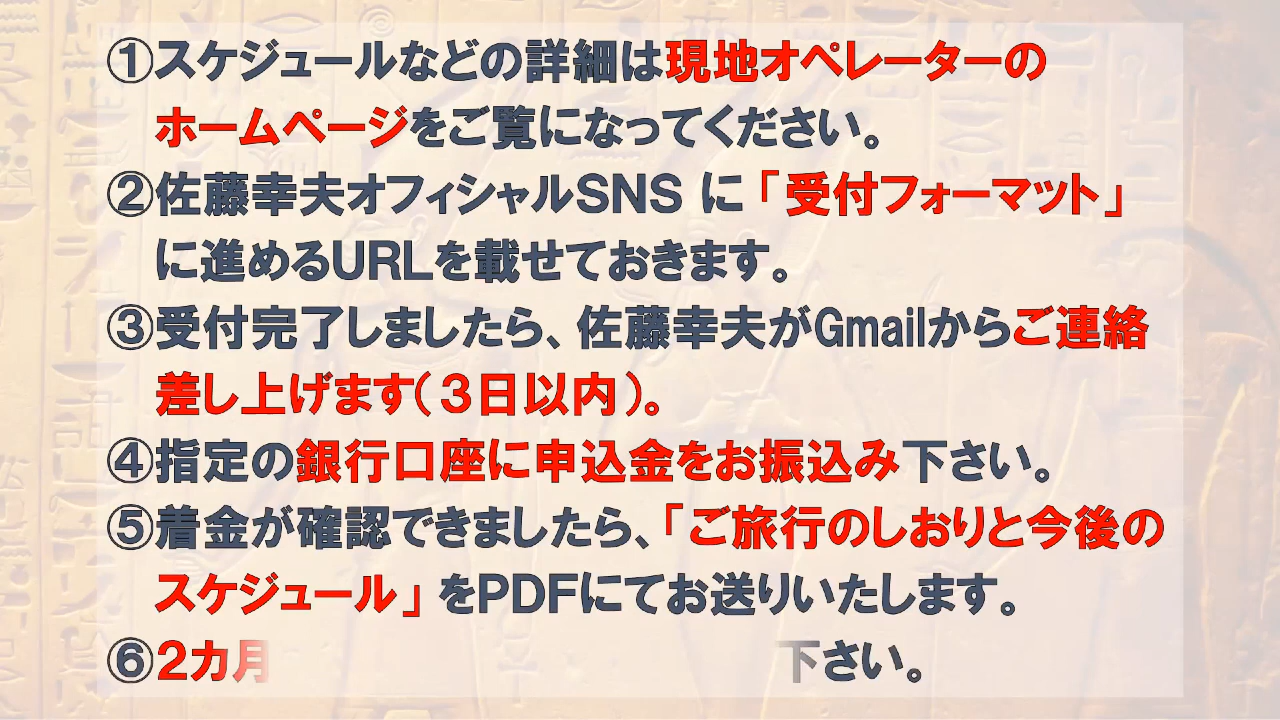 ①スケジュールなどの詳細は現地オペレーターの
ホームページをご覧になってください。
②佐藤幸夫オフィシャルSNS に「受付フォーマット」
に進めるURLを載せておきます。
③受付完了しましたら、佐藤幸夫がGmailからご連絡
差し上げます（３日以内）。
④指定の銀行口座に申込金をお振込み下さい。
⑤着金が確認できましたら、「ご旅行のしおりと今後の
スケジュール」をPDFにてお送りいたします。
⑥2カ月 下さい。